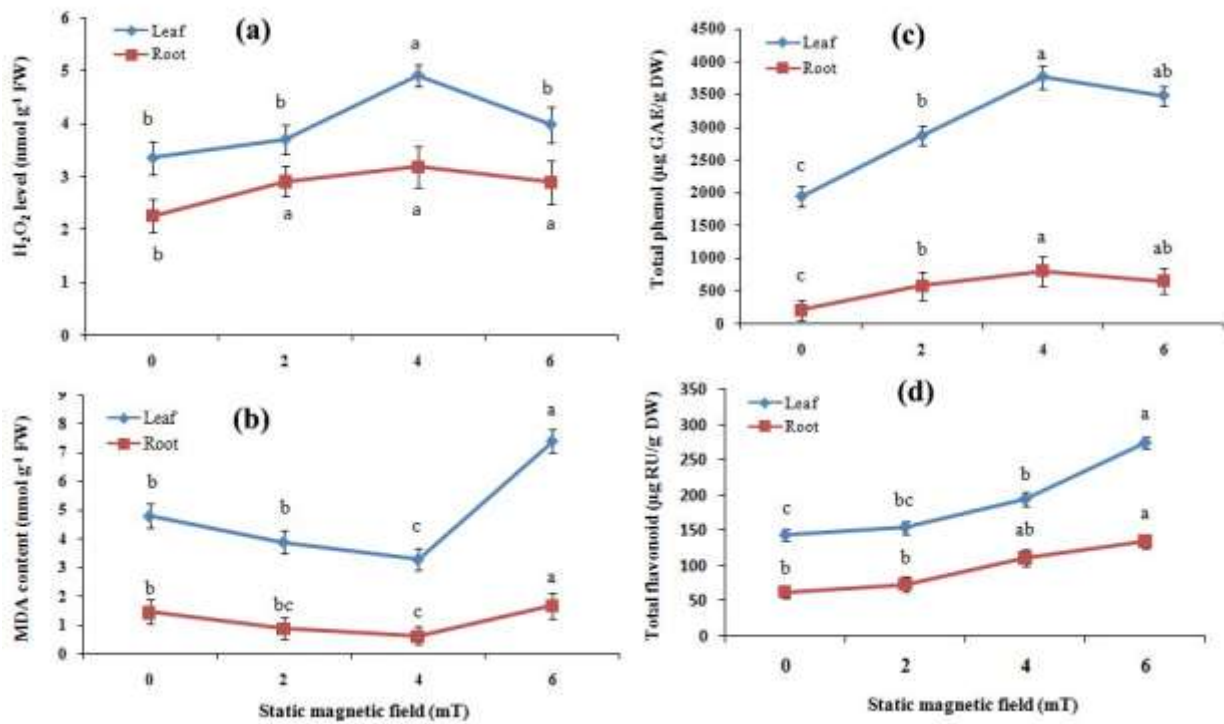 (a)
Leaf
Root
H₂O₂ level (nmol g⁻¹ FW)
6
5
4
3
2
1
0
b
b
a
b
b
a
a
a
0
2
4
6
(c)
Leaf
Root
Total phenol (µg GAE/g DW)
4500
4000
3500
3000
2500
2000
1500
1000
500
0
c
b
a
ab
c
b
a
ab
0
2
4
6
(b)
Leaf
Root
MDA content (nmol g⁻¹ FW)
9
8
7
6
5
4
3
2
1
0
b
b
c
a
b
bc
c
a
0
2
4
6
Static magnetic field (mT)
(d)
Leaf
Root
Total flavonoid (µg RU/g DW)
350
300
250
200
150
100
50
0
c
bc
b
a
b
b
ab
a
0
2
4
6
Static magnetic field (mT)